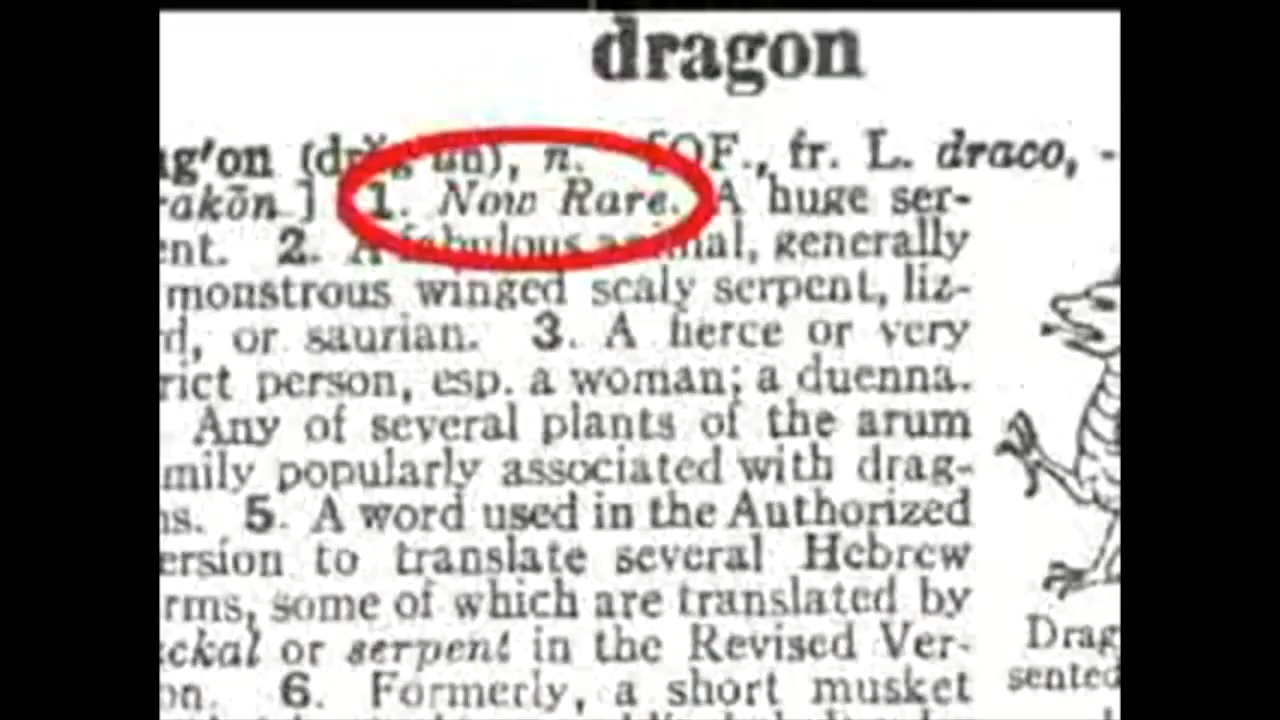 dragon
ag'on (drăg'ŭn), n. [OF., fr. L. draco, -
rakōn.] 1. Now Rare. A huge ser-
ent. 2. A fabulous animal, generally
monstrous winged scaly serpent, liz-
d, or saurian. 3. A fierce or very
rict person, esp. a woman; a duenna.
Any of several plants of the arum
mily popularly associated with drag-
ns. 5. A word used in the Authorized
ersion to translate several Hebrew
rms, some of which are translated by
ckal or serpent in the Revised Ver-
on. 6. Formerly, a short musket
Drag
sented